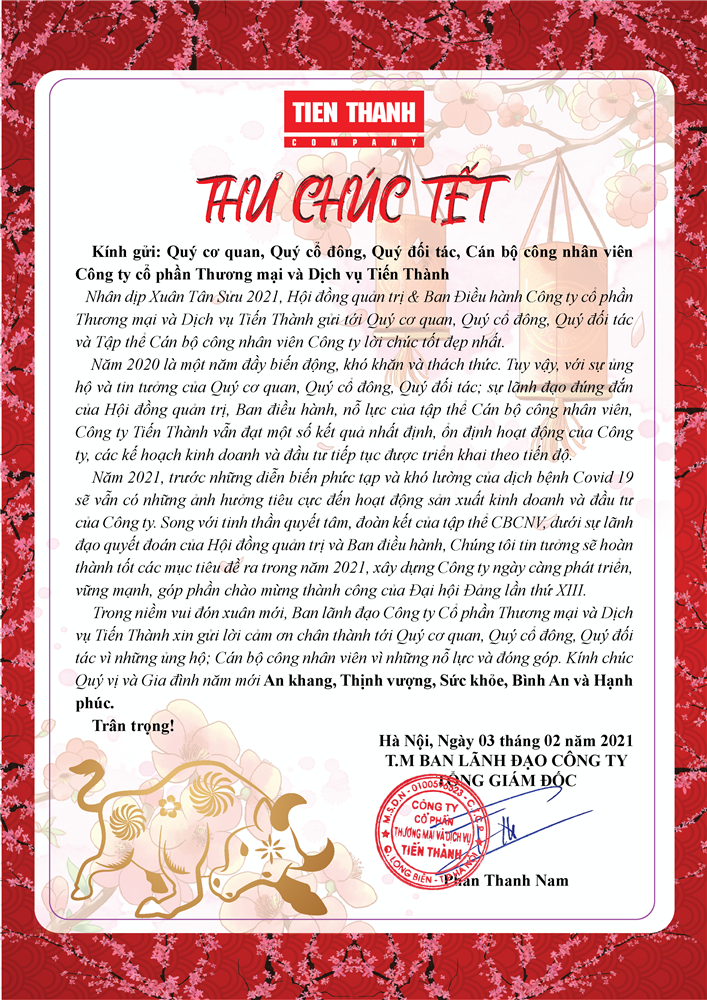 TIEN THANH
COMPANY
THƯ CHÚC TẾT
Kính gửi: Quý cơ quan, Quý cổ đông, Quý đối tác, Cán bộ công nhân viên
Công ty cổ phần Thương mại và Dịch vụ Tiến Thành
Nhân dịp Xuân Tân Sửu 2021, Hội đồng quản trị & Ban Điều hành Công ty cổ phần
Thương mại và Dịch vụ Tiến Thành gửi tới Quý cơ quan, Quý cổ đông, Quý đối tác
và Tập thể Cán bộ công nhân viên Công ty lời chúc tốt đẹp nhất.
Năm 2020 là một năm đầy biến động, khó khăn và thách thức. Tuy vậy, với sự ủng
hộ và tin tưởng của Quý cơ quan, Quý cổ đông, Quý đối tác; sự lãnh đạo đúng đắn
của Hội đồng quản trị, Ban điều hành, nỗ lực của tập thể Cán bộ công nhân viên,
Công ty Tiến Thành vẫn đạt một số kết quả nhất định, ổn định hoạt động của Công
ty, các kế hoạch kinh doanh và đầu tư tiếp tục được triển khai theo tiến độ.
Năm 2021, trước những diễn biến phức tạp và khó lường của dịch bệnh Covid 19
sẽ vẫn có những ảnh hưởng tiêu cực đến hoạt động sản xuất kinh doanh và đầu tư
của Công ty. Song với tinh thần quyết tâm, đoàn kết của tập thể CBCNV, dưới sự lãnh
đạo quyết đoán của Hội đồng quản trị và Ban điều hành, Chúng tôi tin tưởng sẽ hoàn
thành tốt các mục tiêu đề ra trong năm 2021, xây dựng Công ty ngày càng phát triển,
vững mạnh, góp phần chào mừng thành công của Đại hội Đảng lần thứ XIII.
Trong niềm vui đón xuân mới, Ban lãnh đạo Công ty Cổ phần Thương mại và Dịch
vụ Tiến Thành xin gửi lời cảm ơn chân thành tới Quý cơ quan, Quý cổ đông, Quý đối
tác vì những ủng hộ; Cán bộ công nhân viên vì những nỗ lực và đóng góp. Kính chúc
Quý vị và Gia đình năm mới An khang, Thịnh vượng, Sức khỏe, Bình An và Hạnh
phúc.
Trân trọng!
Hà Nội, Ngày 03 tháng 02 năm 2021
T.M BAN LÃNH ĐẠO CÔNG TY
TỔNG GIÁM ĐỐC
CÔNG TY
CỔ PHẦN
THƯƠNG MẠI VÀ DỊCH VỤ
TIẾN THÀNH
Q. LONG BIÊN - TP. HÀ NỘI
Phan Thanh Nam